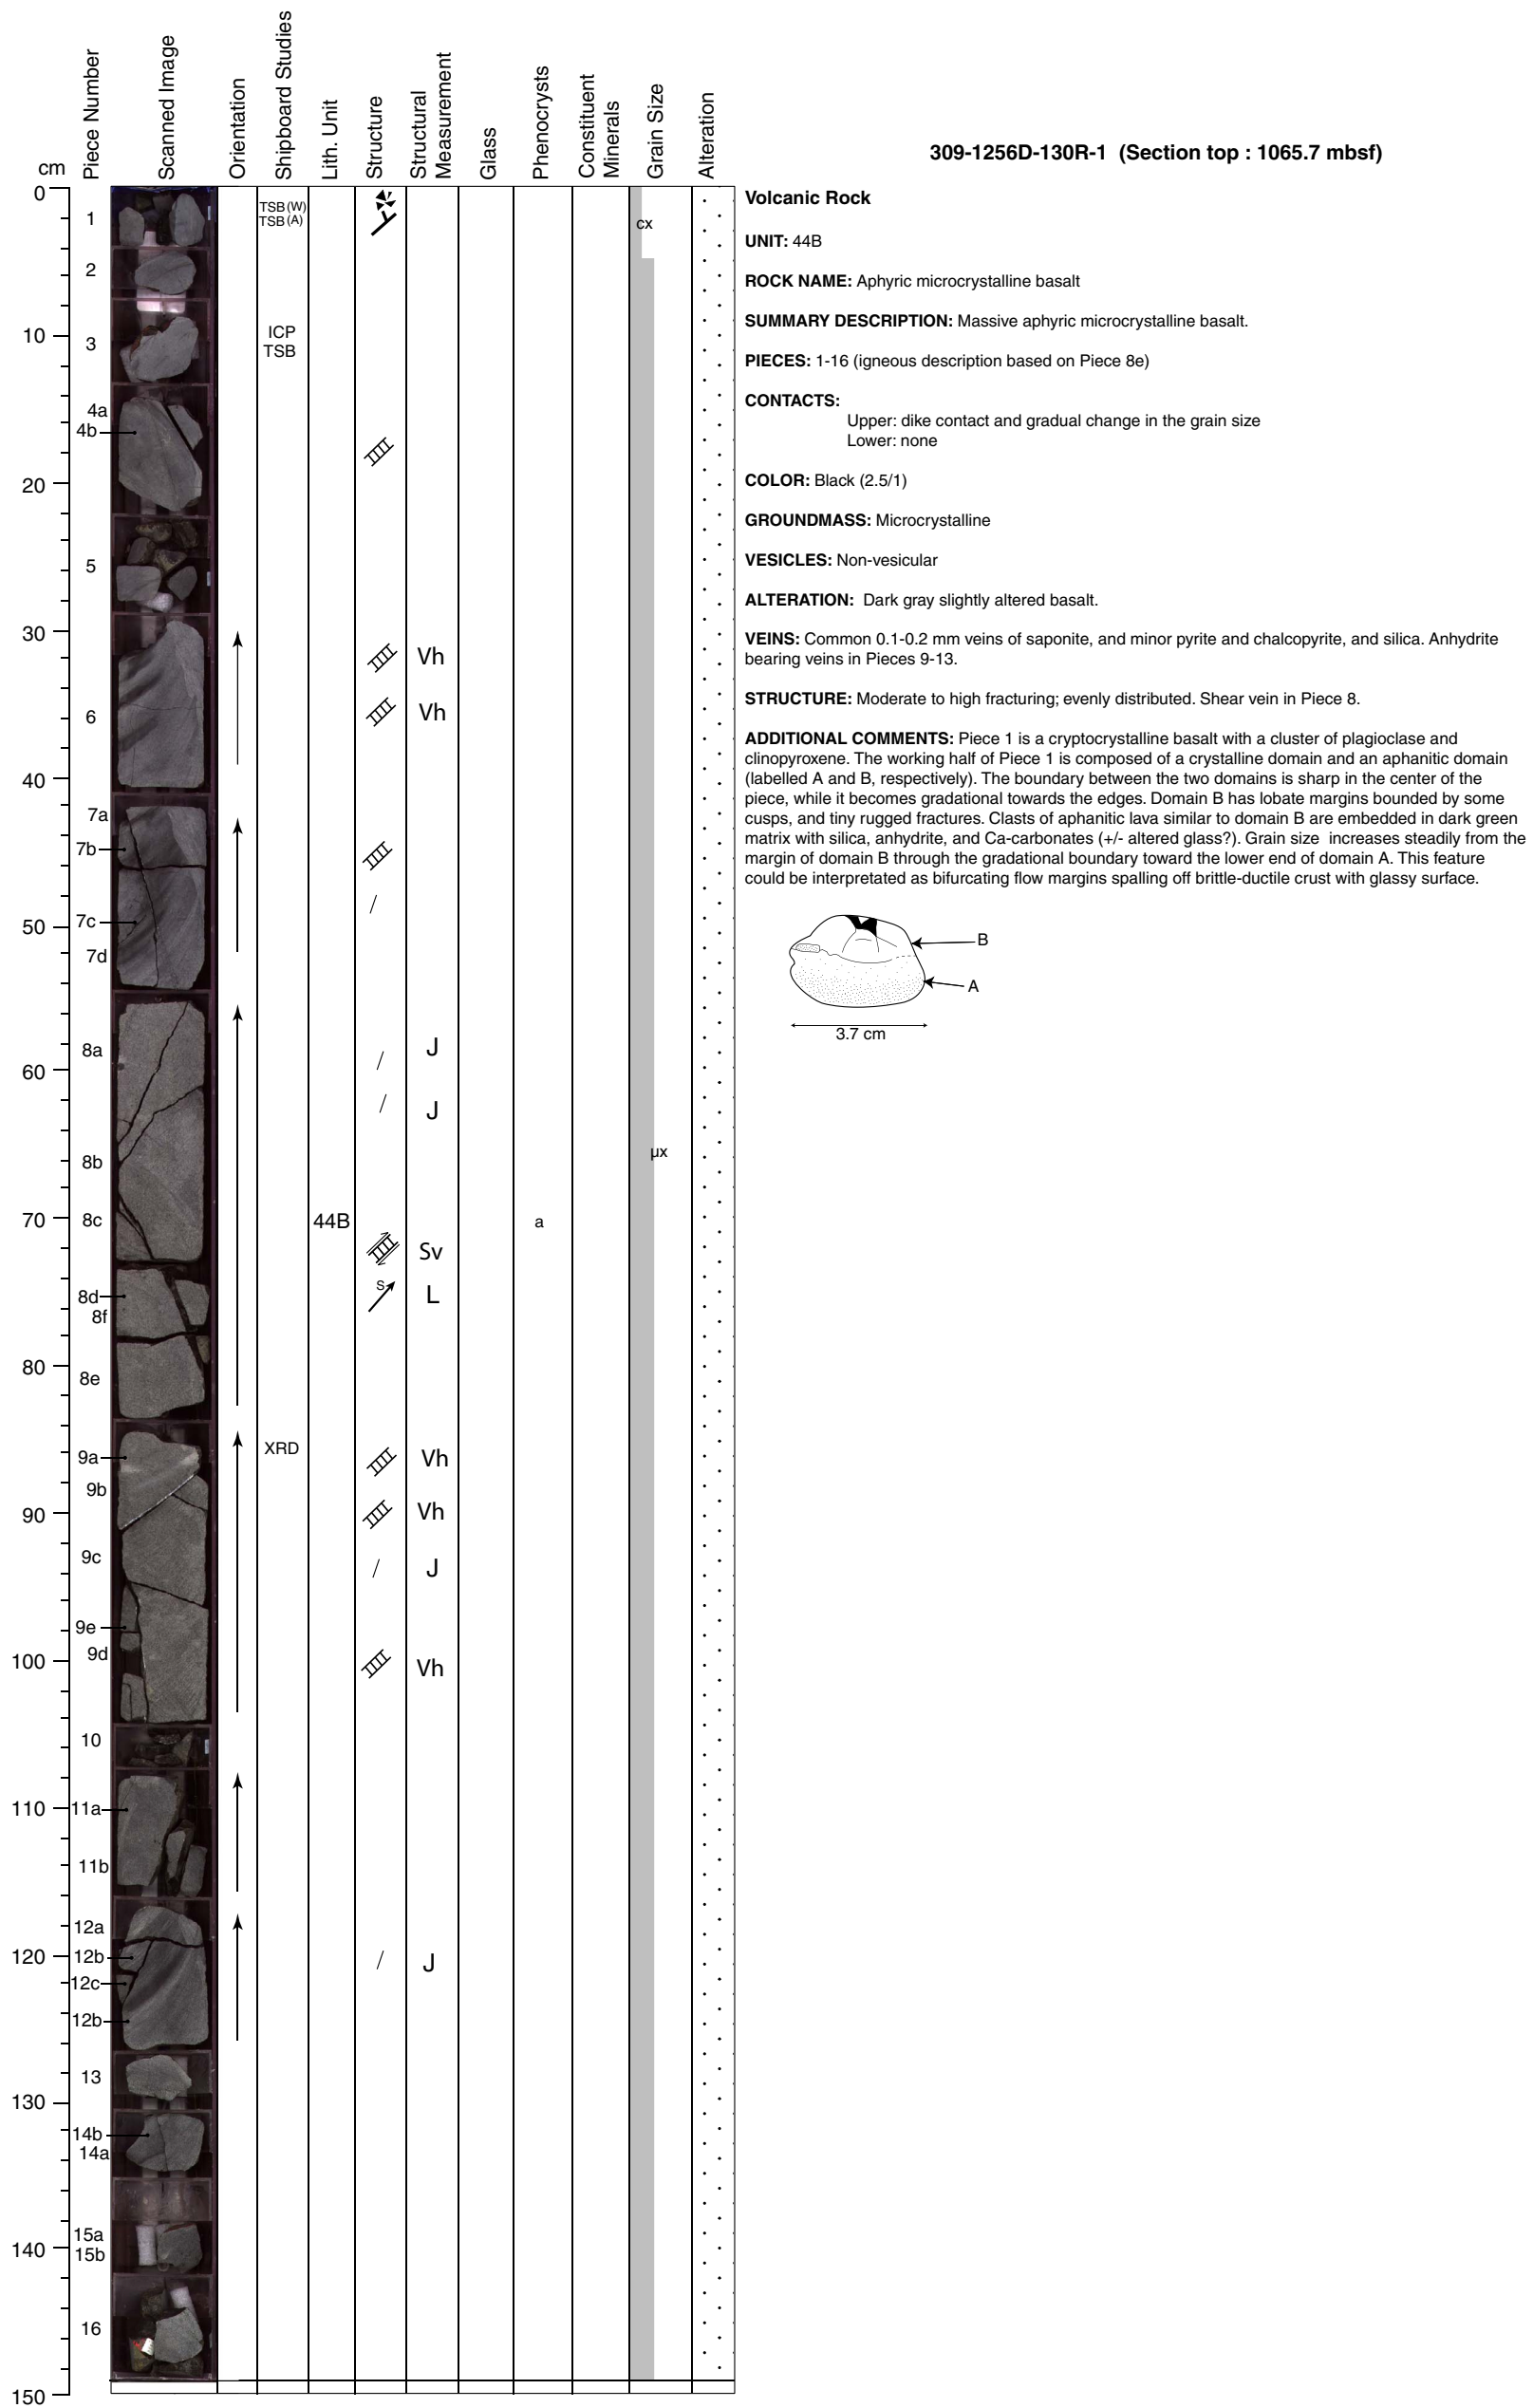 cm
Piece Number
Scanned Image
Orientation
Shipboard Studies
Lith. Unit
Structure
Structural
Measurement
Glass
Phenocrysts
Constituent
Minerals
Grain Size
Alteration
0
10
20
30
40
50
60
70
80
90
100
110
120
130
140
150
1
2
3
4a
4b
5
6
7a
7b
7c
7d
8a
8b
8c
8d
8f
8e
9a
9b
9c
9e
9d
10
11a
11b
12a
12b
12c
12b
13
14b
14a
15a
15b
16
TSB (W)
TSB (A)
ICP
TSB
XRD
44B
S
Vh
Vh
J
J
Sv
L
Vh
Vh
J
Vh
J
a
cx
µx
309-1256D-130R-1 (Section top : 1065.7 mbsf)
Volcanic Rock
UNIT: 44B
ROCK NAME: Aphyric microcrystalline basalt
SUMMARY DESCRIPTION: Massive aphyric microcrystalline basalt.
PIECES: 1-16 (igneous description based on Piece 8e)
CONTACTS:
Upper: dike contact and gradual change in the grain size
Lower: none
COLOR: Black (2.5/1)
GROUNDMASS: Microcrystalline
VESICLES: Non-vesicular
ALTERATION: Dark gray slightly altered basalt.
VEINS: Common 0.1-0.2 mm veins of saponite, and minor pyrite and chalcopyrite, and silica. Anhydrite
bearing veins in Pieces 9-13.
STRUCTURE: Moderate to high fracturing; evenly distributed. Shear vein in Piece 8.
ADDITIONAL COMMENTS: Piece 1 is a cryptocrystalline basalt with a cluster of plagioclase and
clinopyroxene. The working half of Piece 1 is composed of a crystalline domain and an aphanitic domain
(labelled A and B, respectively). The boundary between the two domains is sharp in the center of the
piece, while it becomes gradational towards the edges. Domain B has lobate margins bounded by some
cusps, and tiny rugged fractures. Clasts of aphanitic lava similar to domain B are embedded in dark green
matrix with silica, anhydrite, and Ca-carbonates (+/- altered glass?). Grain size increases steadily from the
margin of domain B through the gradational boundary toward the lower end of domain A. This feature
could be interpretated as bifurcating flow margins spalling off brittle-ductile crust with glassy surface.
B
A
3.7 cm